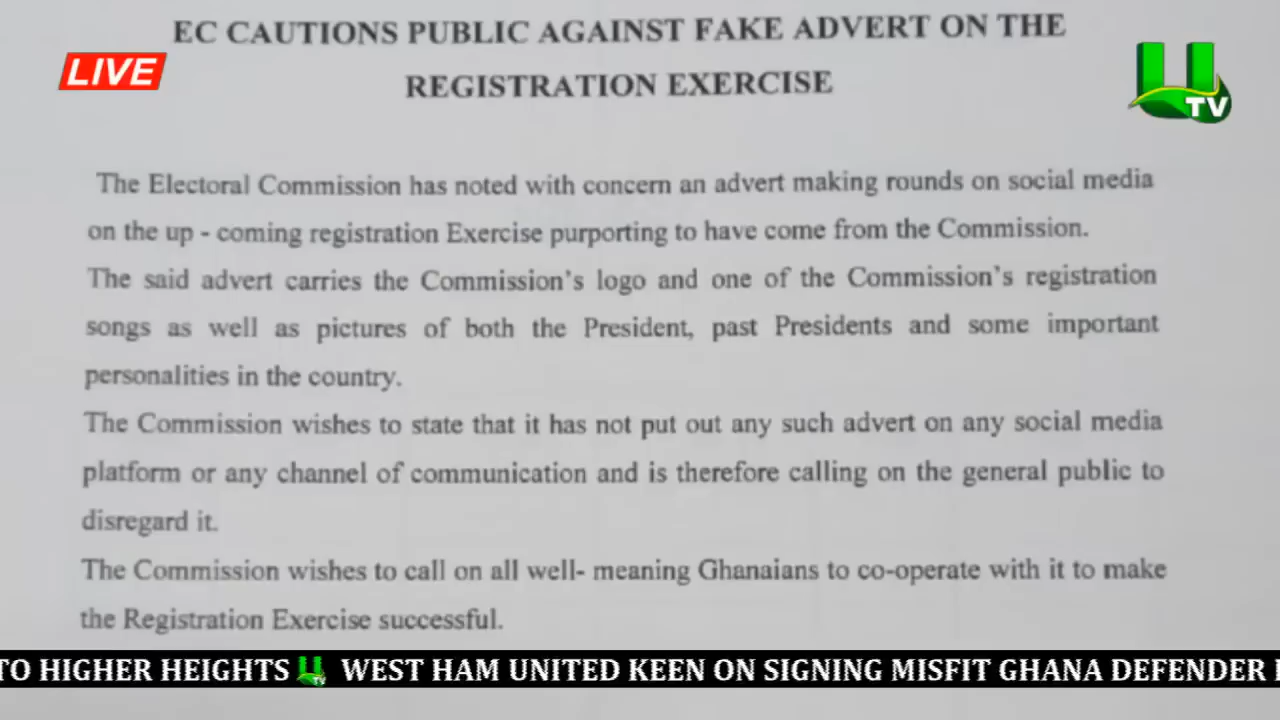 EC CAUTIONS PUBLIC AGAINST FAKE ADVERT ON THE
REGISTRATION EXERCISE
LIVE
U
TV
The Electoral Commission has noted with concern an advert making rounds on social media
on the up - coming registration Exercise purporting to have come from the Commission.
The said advert carries the Commission's logo and one of the Commission's registration
songs as well as pictures of both the President, past Presidents and some important
personalities in the country.
The Commission wishes to state that it has not put out any such advert on any social media
platform or any channel of communication and is therefore calling on the general public to
disregard it.
The Commission wishes to call on all well- meaning Ghanaians to co-operate with it to make
the Registration Exercise successful.
TO HIGHER HEIGHTS U TV WEST HAM UNITED KEEN ON SIGNING MISFIT GHANA DEFENDER